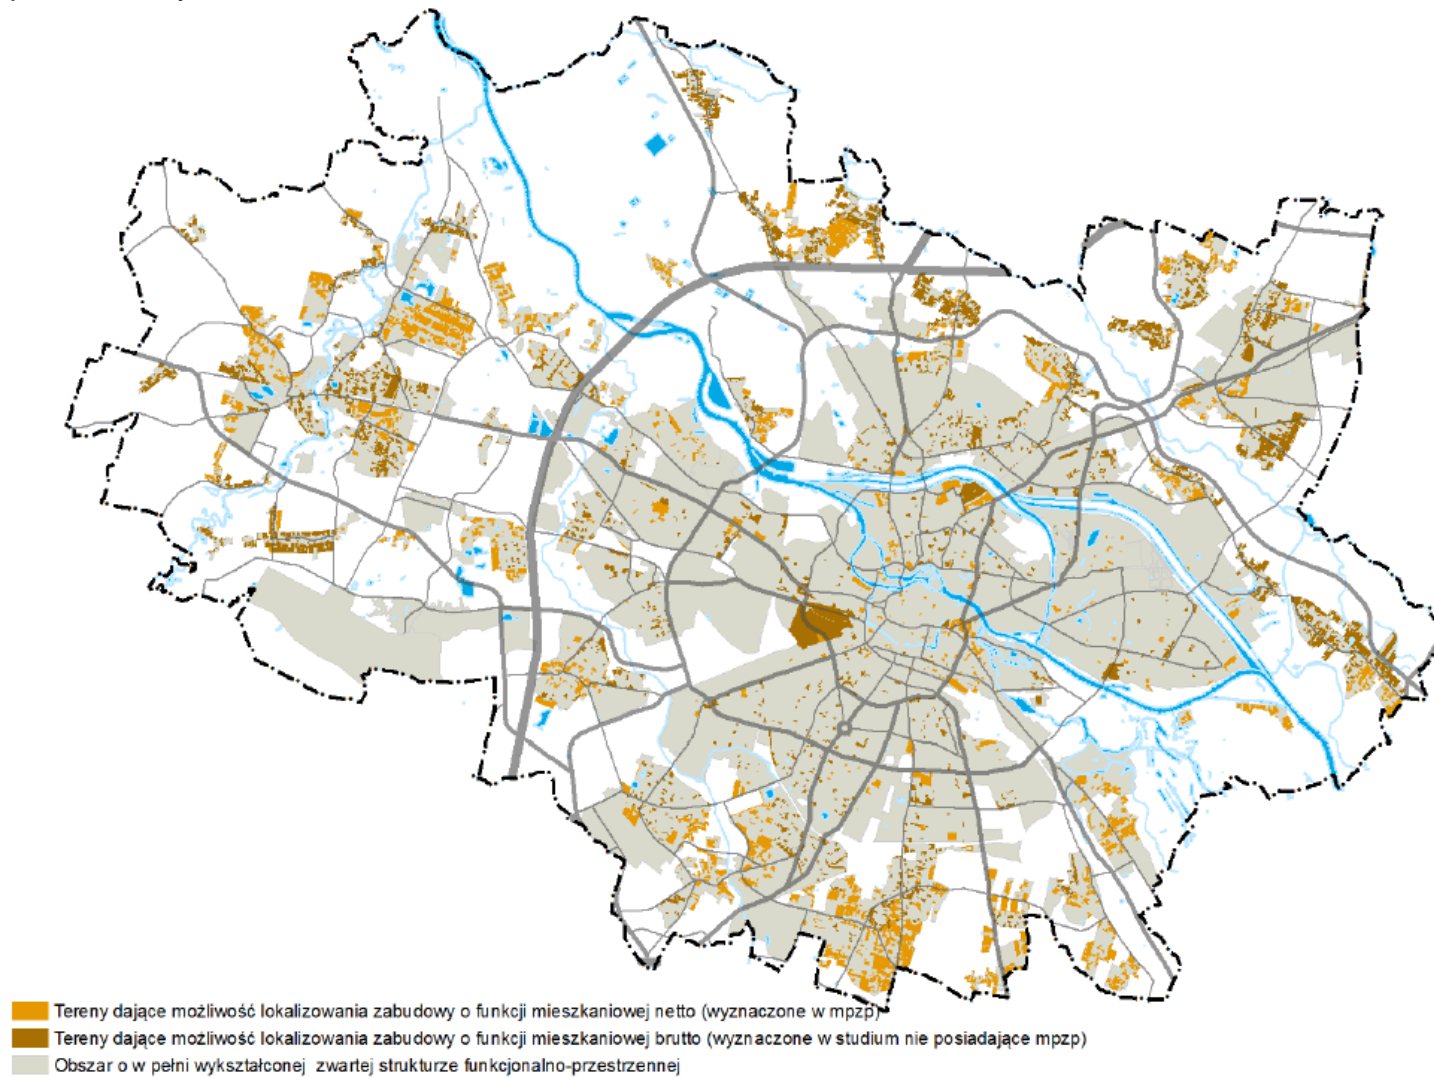 Tereny dające możliwość lokalizowania zabudowy o funkcji mieszkaniowej netto (wyznaczone w mpzp)
Tereny dające możliwość lokalizowania zabudowy o funkcji mieszkaniowej brutto (wyznaczone w studium nie posiadające mpzp)
Obszar o w pełni wykształconej zwartej strukturze funkcjonalno-przestrzennej